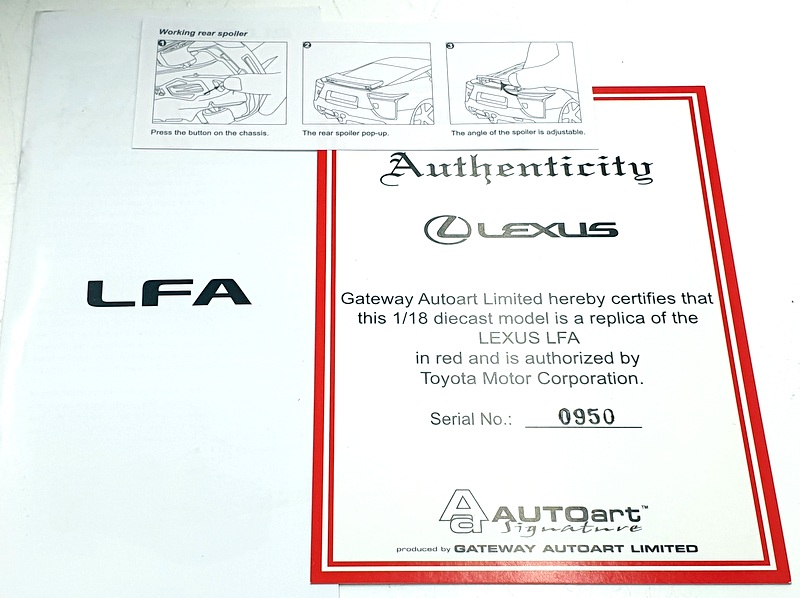 Working rear spoiler
1
2
3
Press the button on the chassis.
The rear spoiler pop-up.
The angle of the spoiler is adjustable.
LFA
Authenticity
LEXUS
Gateway Autoart Limited hereby certifies that
this 1/18 diecast model is a replica of the
LEXUS LFA
in red and is authorized by
Toyota Motor Corporation.
Serial No.: 0950
Aa AUTOart™
Signature
produced by GATEWAY AUTOART LIMITED